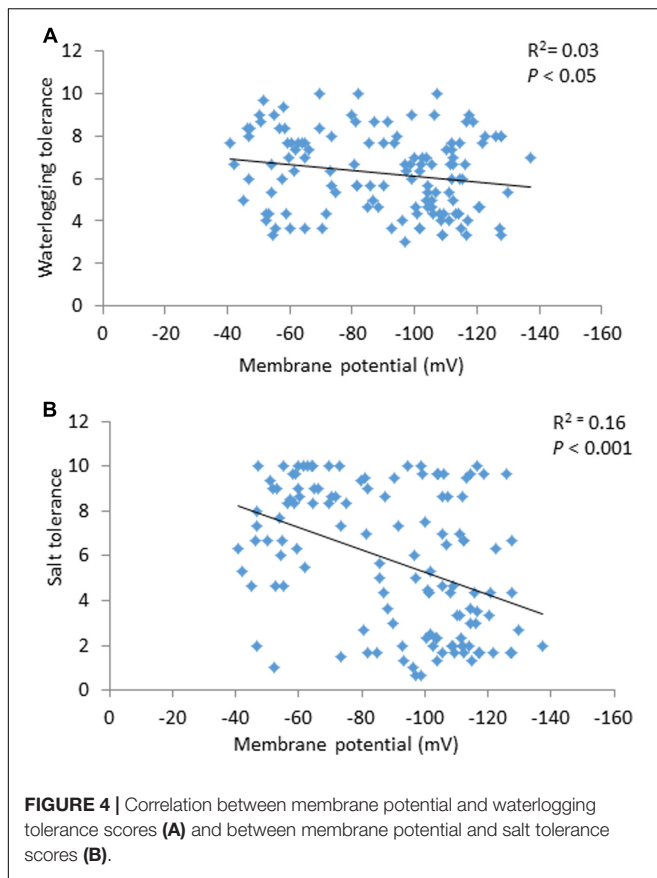 A
R²= 0.03
P < 0.05
Waterlogging tolerance
12
10
8
6
4
2
0
0 -20 -40 -60 -80 -100 -120 -140 -160
Membrane potential (mV)
B
R² = 0.16
P < 0.001
Salt tolerance
12
10
8
6
4
2
0
0 -20 -40 -60 -80 -100 -120 -140 -160
Membrane potential (mV)
FIGURE 4 | Correlation between membrane potential and waterlogging
tolerance scores (A) and between membrane potential and salt tolerance
scores (B).